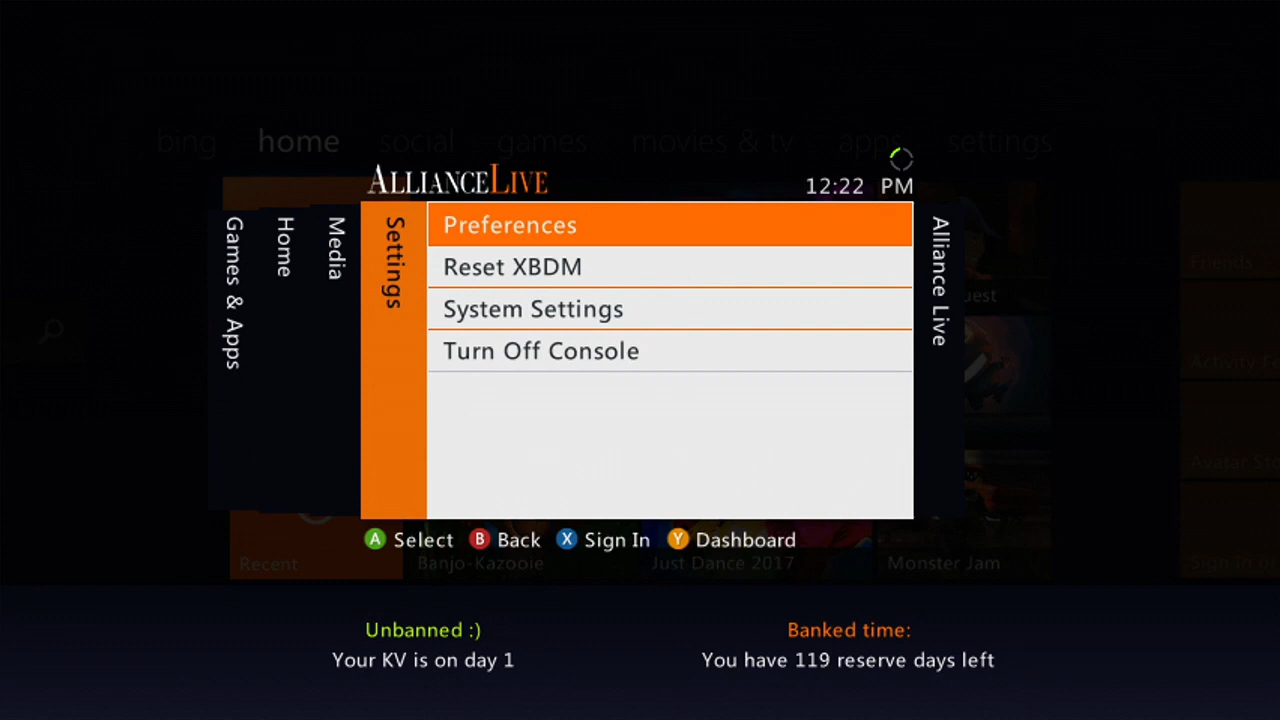 bing home social games movies & tv apps settings
ALLIANCELIVE
12:22 PM
Games & Apps
Home
Media
Settings
Preferences
Reset XBDM
System Settings
Turn Off Console
Alliance Live
Friends
Select Back Sign In Dashboard
A B X Y
Recent
Banjo-Kazooie
Just Dance 2017
Monster Jam
Unbanned :)
Your KV is on day 1
Banked time:
You have 119 reserve days left